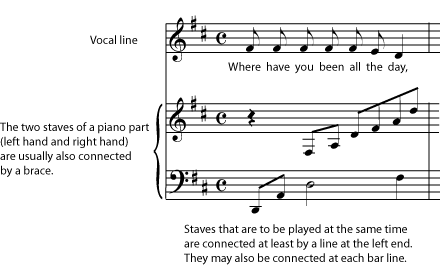 Vocal line
Where have you been all the day,
The two staves of a piano part
(left hand and right hand)
are usually also connected
by a brace.
Staves that are to be played at the same time
are connected at least by a line at the left end.
They may also be connected at each bar line.